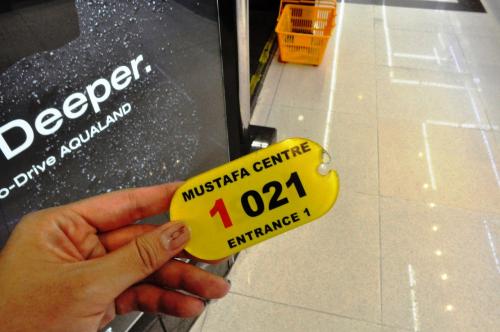 Deeper.
o-Drive AQUALAND
MUSTAFA CENTRE
1 021
ENTRANCE 1